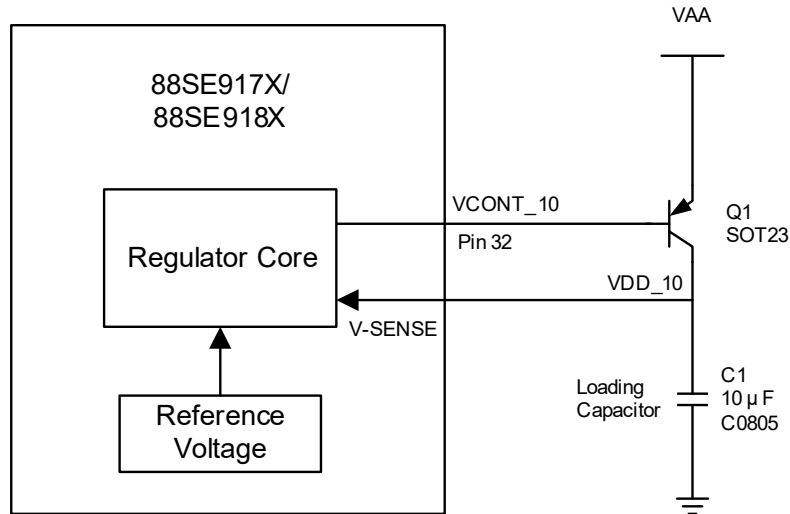 VAA
88SE917X/
88SE918X
VCONT_10
Pin 32
Q1
SOT23
Regulator Core
VDD_10
V-SENSE
Loading
Capacitor
C1
10 µF
C0805
Reference
Voltage